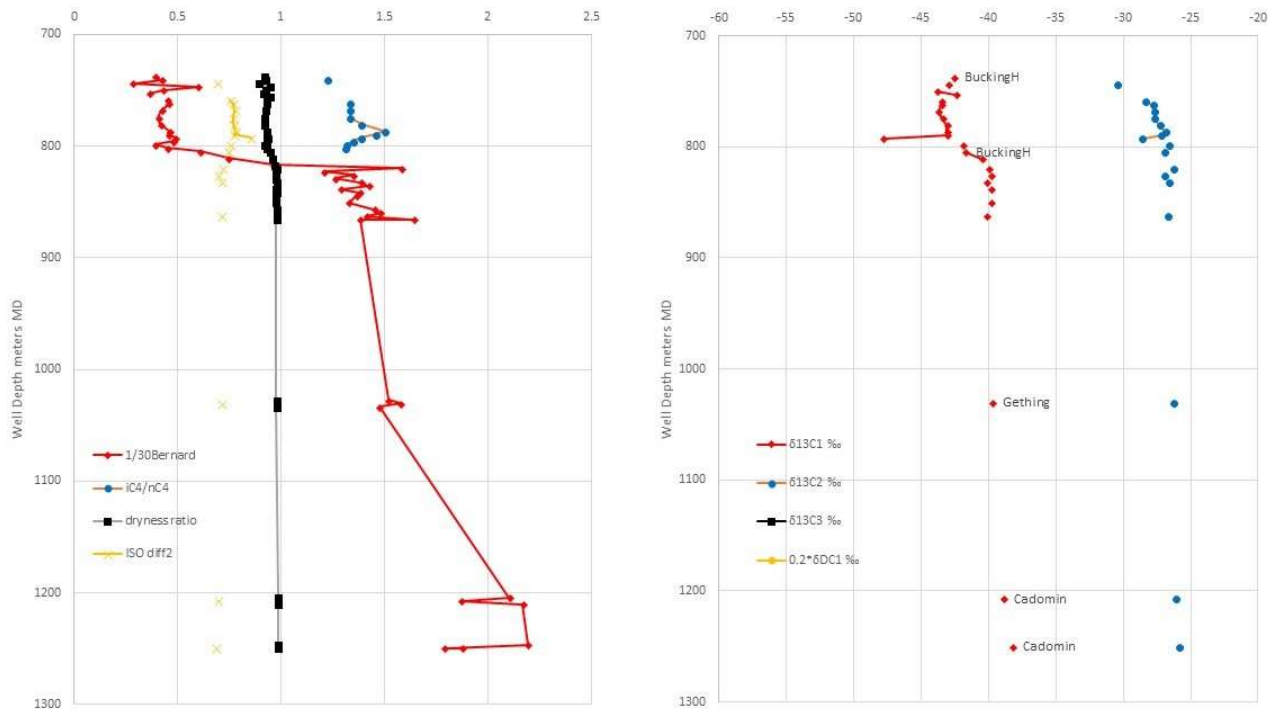 0 0.5 1 1.5 2 2.5
700
800
900
1000
1100
1200
1300
Well Depth meters MD
1/30Bernard
iC4/nC4
dryness ratio
ISO diff2
-60 -55 -50 -45 -40 -35 -30 -25 -20
700
800
900
1000
1100
1200
1300
Well Depth meters MD
BuckingH
BuckingH
Gething
δ13C1 ‰
δ13C2 ‰
δ13C3 ‰
0.2*δDC1 ‰
Cadomin
Cadomin